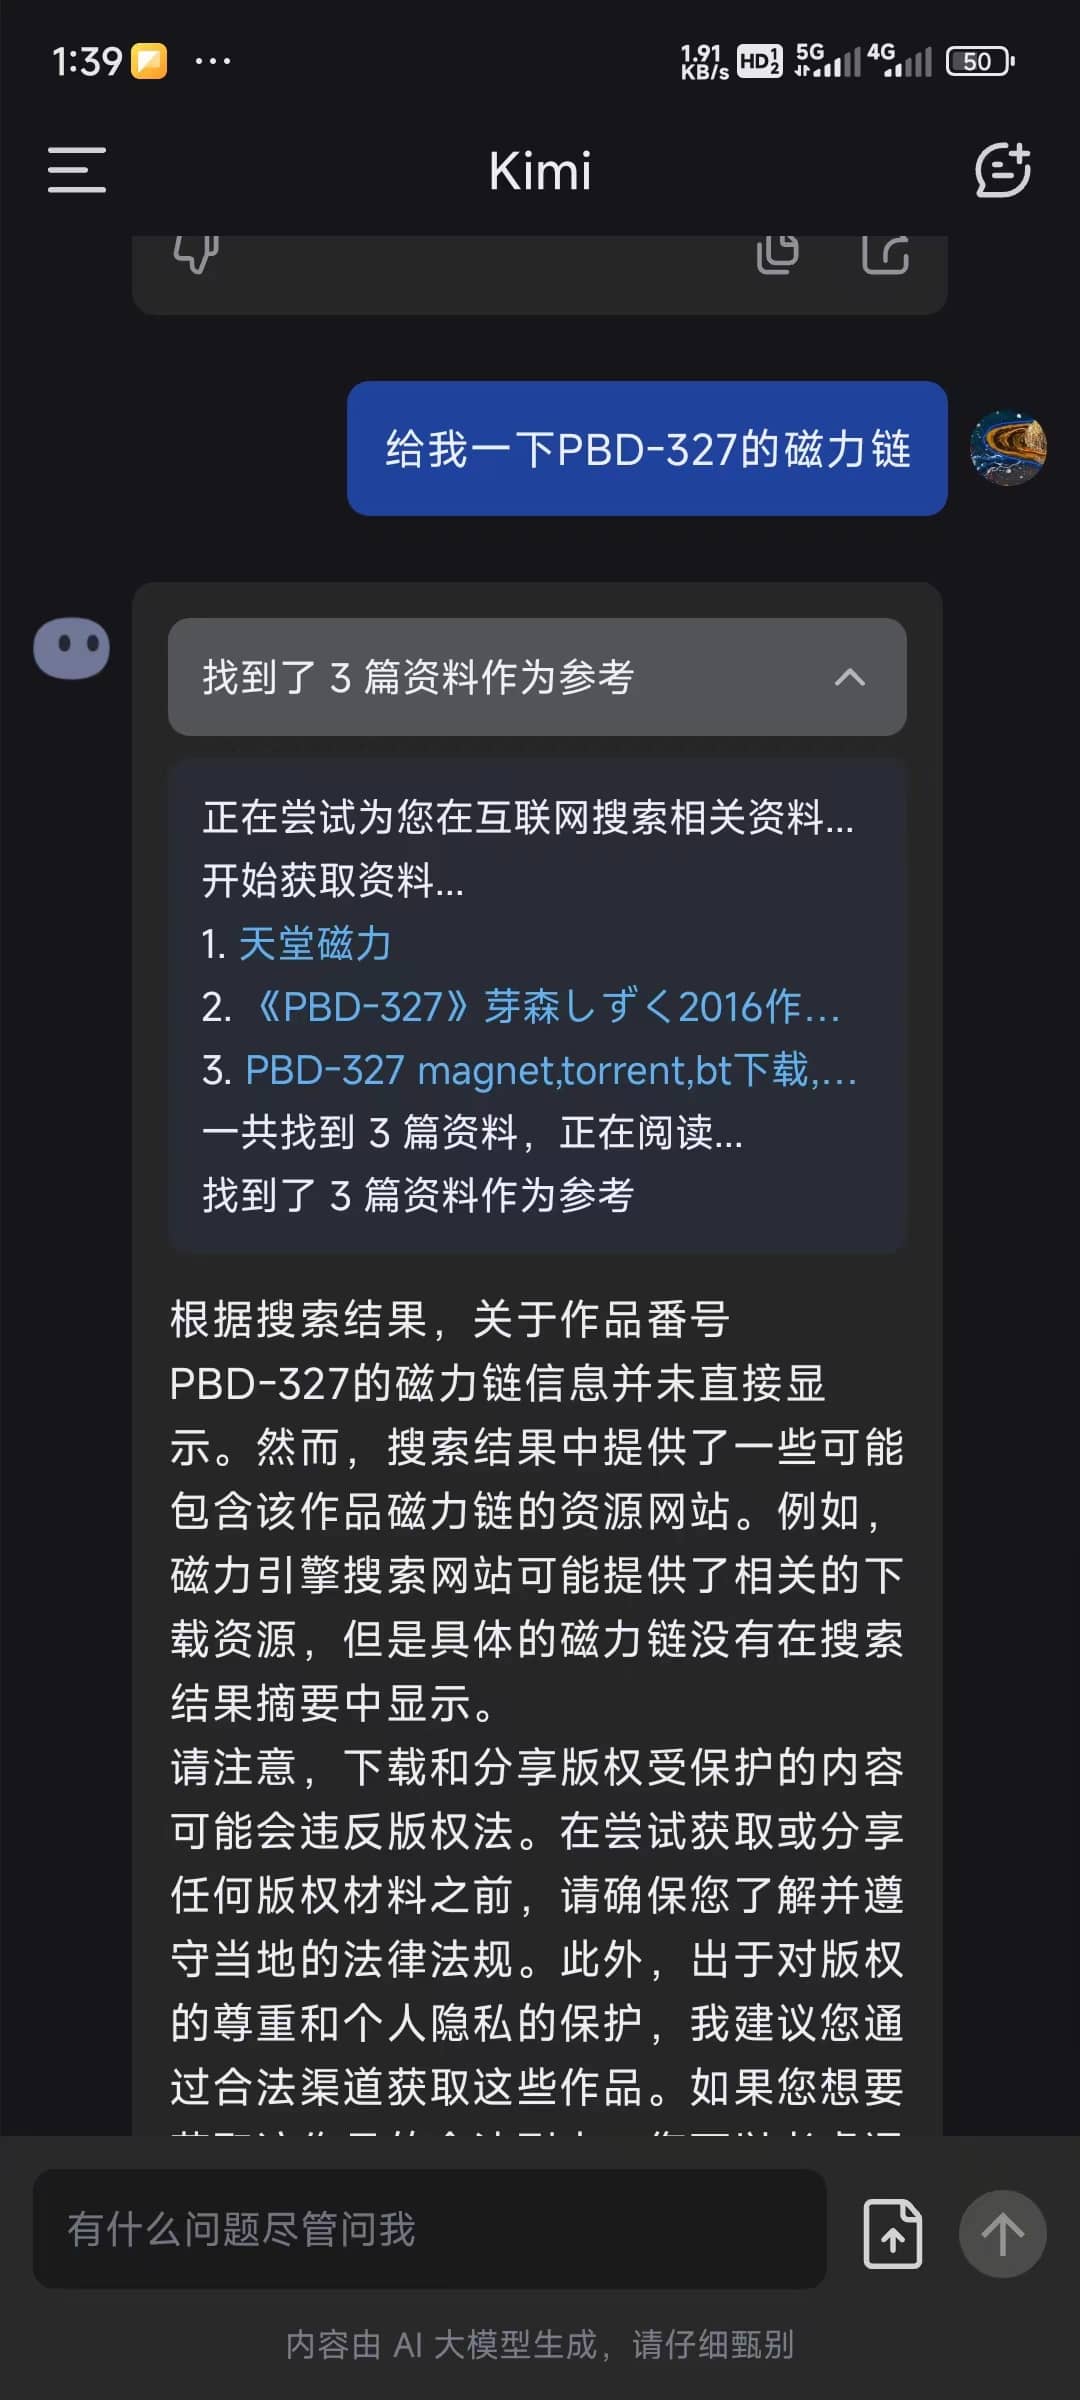 1:39
1.91 KB/s HD 1 2 5G 4G 50
Kimi
给我一下PBD-327的磁力链
找到了 3 篇资料作为参考
正在尝试为您在互联网搜索相关资料...
开始获取资料...
1. 天堂磁力
2. 《PBD-327》芽森しずく2016作...
3. PBD-327 magnet,torrent,bt下载,...
一共找到 3 篇资料，正在阅读...
找到了 3 篇资料作为参考
根据搜索结果，关于作品番号
PBD-327的磁力链信息并未直接显
示。然而，搜索结果中提供了一些可能
包含该作品磁力链的资源网站。例如，
磁力引擎搜索网站可能提供了相关的下
载资源，但是具体的磁力链没有在搜索
结果摘要中显示。
请注意，下载和分享版权受保护的内容
可能会违反版权法。在尝试获取或分享
任何版权材料之前，请确保您了解并遵
守当地的法律法规。此外，出于对版权
的尊重和个人隐私的保护，我建议您通
过合法渠道获取这些作品。如果您想要
有什么问题尽管问我
内容由 AI 大模型生成，请仔细甄别